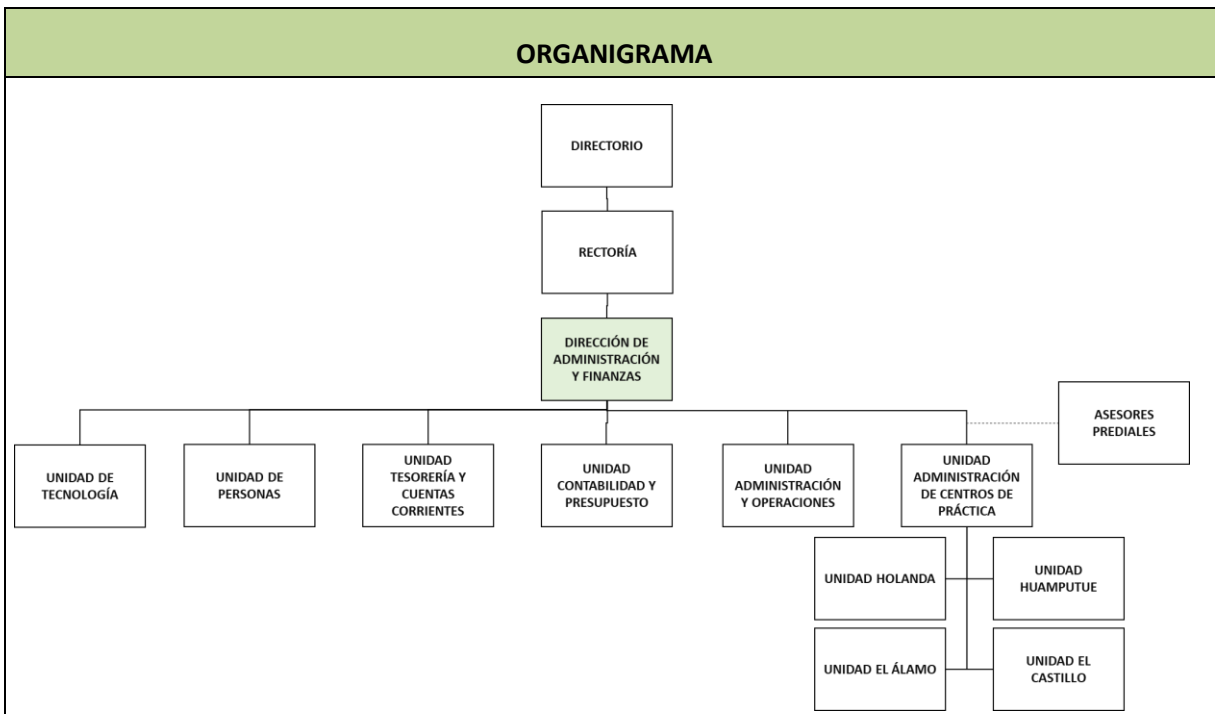 ORGANIGRAMA
DIRECTORIO
RECTORÍA
DIRECCIÓN DE
ADMINISTRACIÓN
Y FINANZAS
ASESORES
PREDIALES
UNIDAD DE
TECNOLOGÍA
UNIDAD DE
PERSONAS
UNIDAD
TESORERÍA Y
CUENTAS
CORRIENTES
UNIDAD
CONTABILIDAD Y
PRESUPUESTO
UNIDAD
ADMINISTRACIÓN
Y OPERACIONES
UNIDAD
ADMINISTRACIÓN
DE CENTROS DE
PRÁCTICA
UNIDAD HOLANDA
UNIDAD
HUAMPUTUE
UNIDAD EL ÁLAMO
UNIDAD EL
CASTILLO